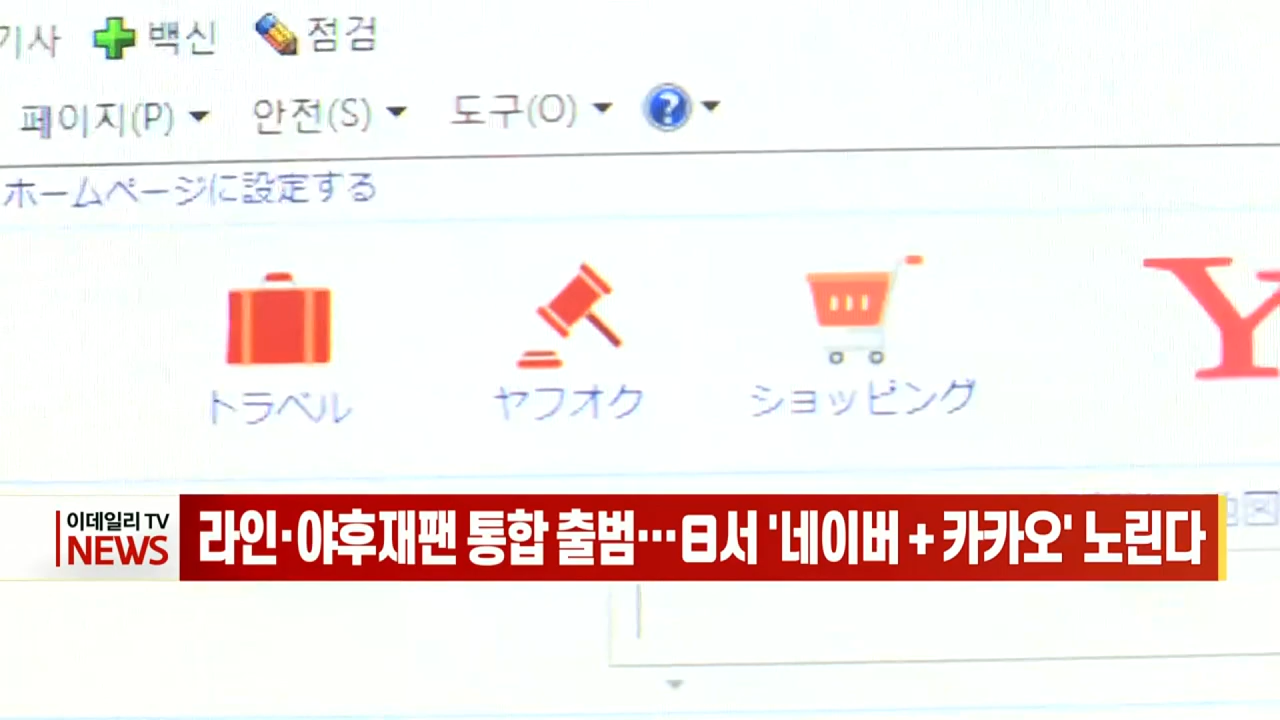 기사 백신 점검
페이지(P) 안전(S) 도구(O) ?
ホームページに設定する
Y
トラベル ヤフオク ショッピング
이데일리 TV
NEWS
라인·야후재팬 통합 출범…日서 '네이버 + 카카오' 노린다